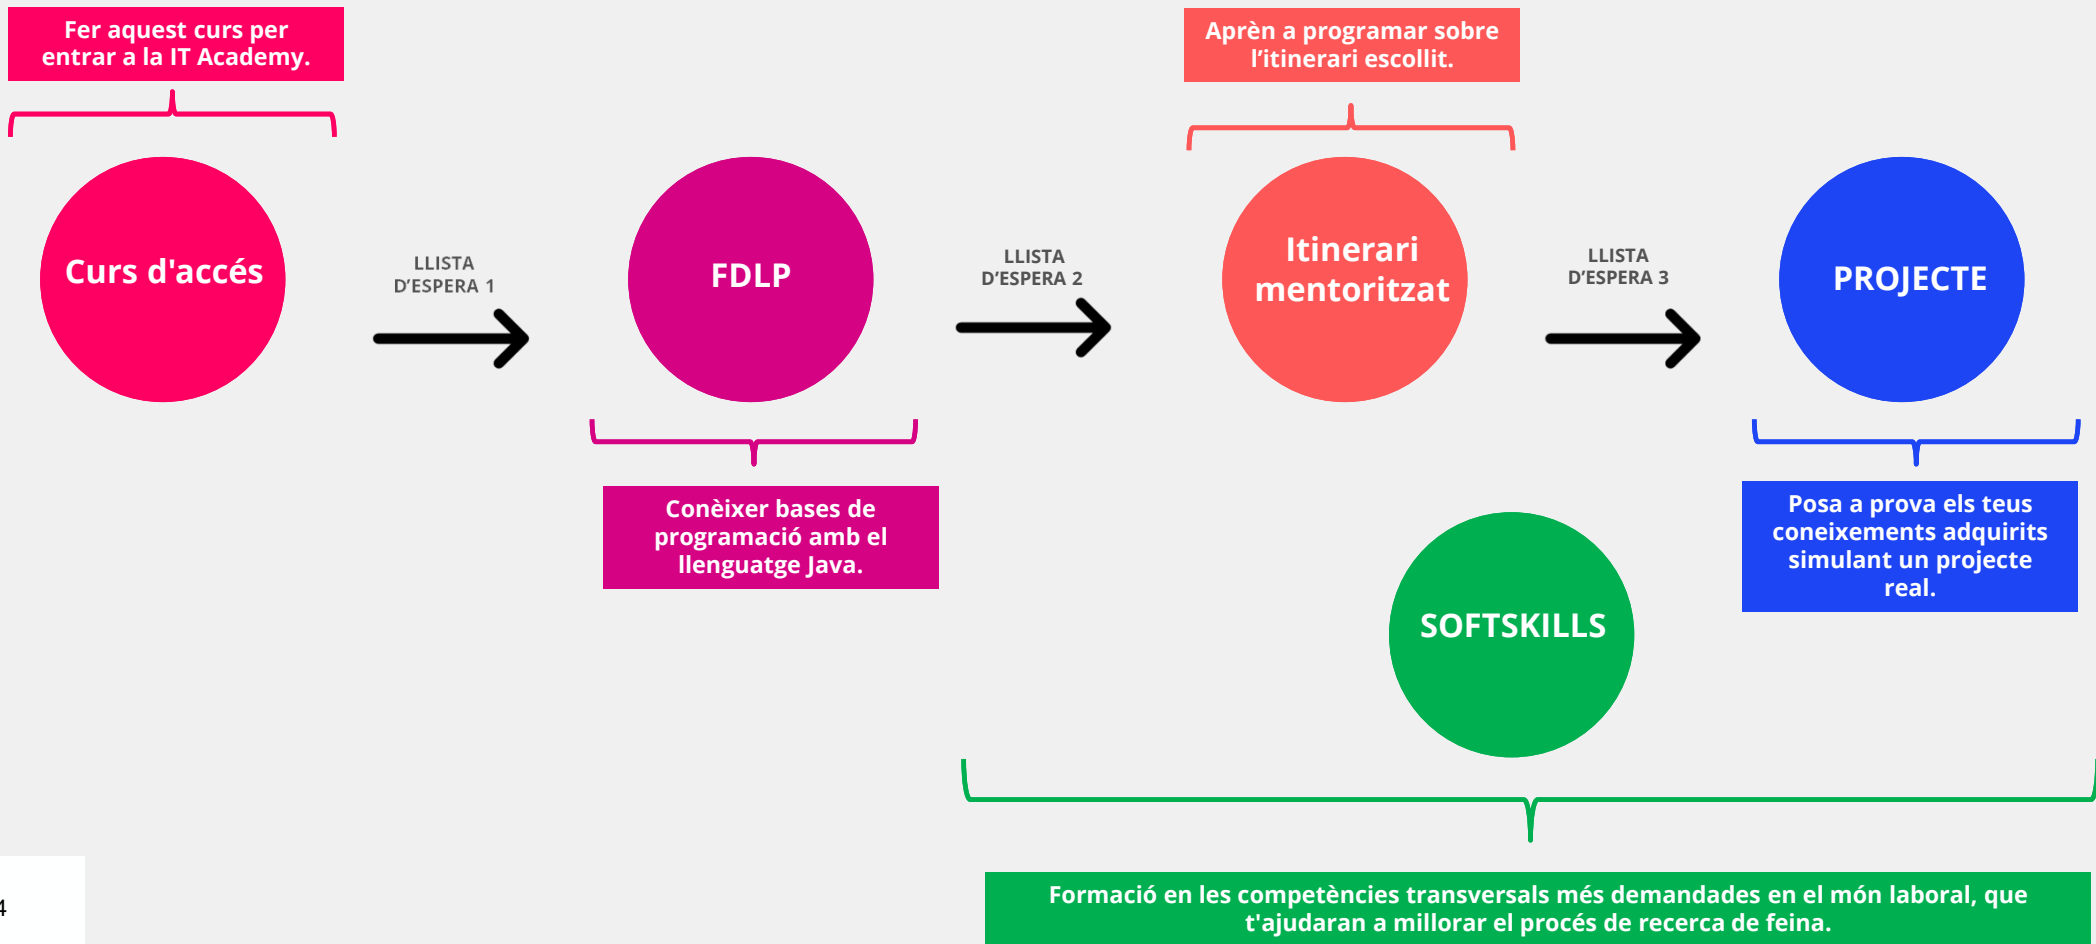 Fer aquest curs per
entrar a la IT Academy.
Aprèn a programar sobre
l’itinerari escollit.
Curs d'accés
LLISTA
D’ESPERA 1
FDLP
LLISTA
D’ESPERA 2
Itinerari
mentoritzat
LLISTA
D’ESPERA 3
PROJECTE
Conèixer bases de
programació amb el
llenguatge Java.
Posa a prova els teus
coneixements adquirits
simulant un projecte
real.
SOFTSKILLS
Formació en les competències transversals més demandades en el món laboral, que
t'ajudaran a millorar el procés de recerca de feina.
4